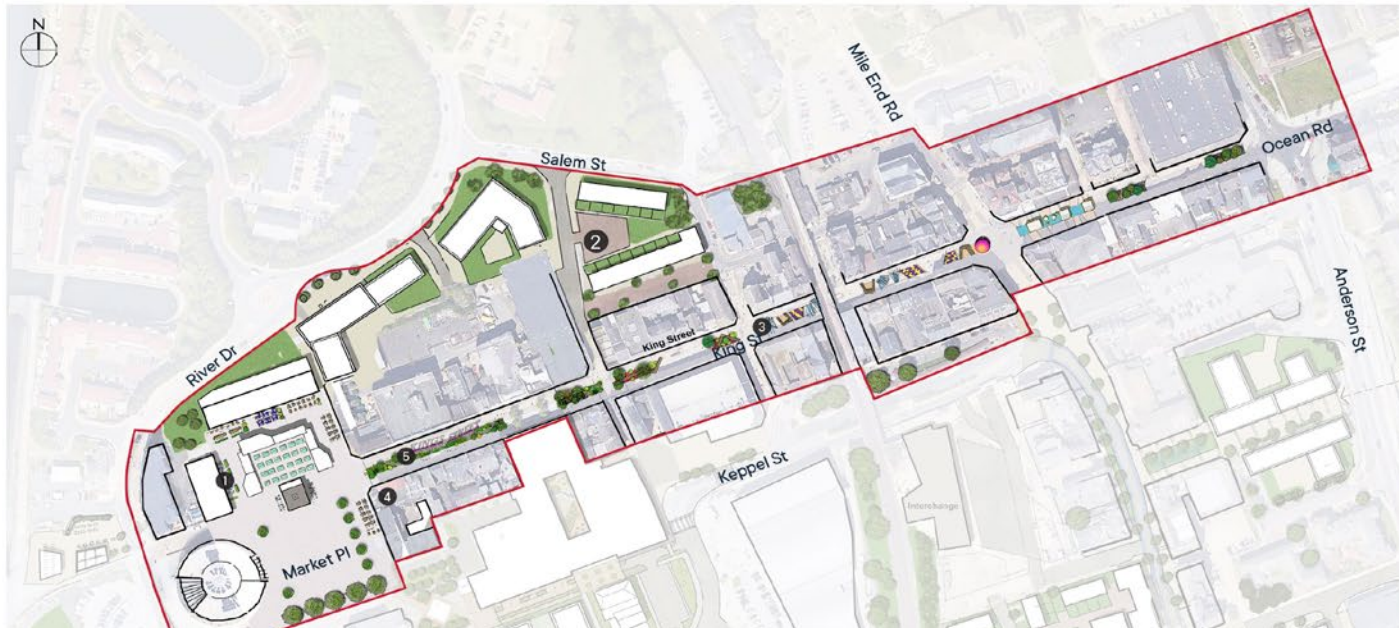 N
Mile End Rd
Ocean Rd
Salem St
2
King Street
3
King St
River Dr
Anderson St
5
Keppel St
1
4
Interchange
Market Pl